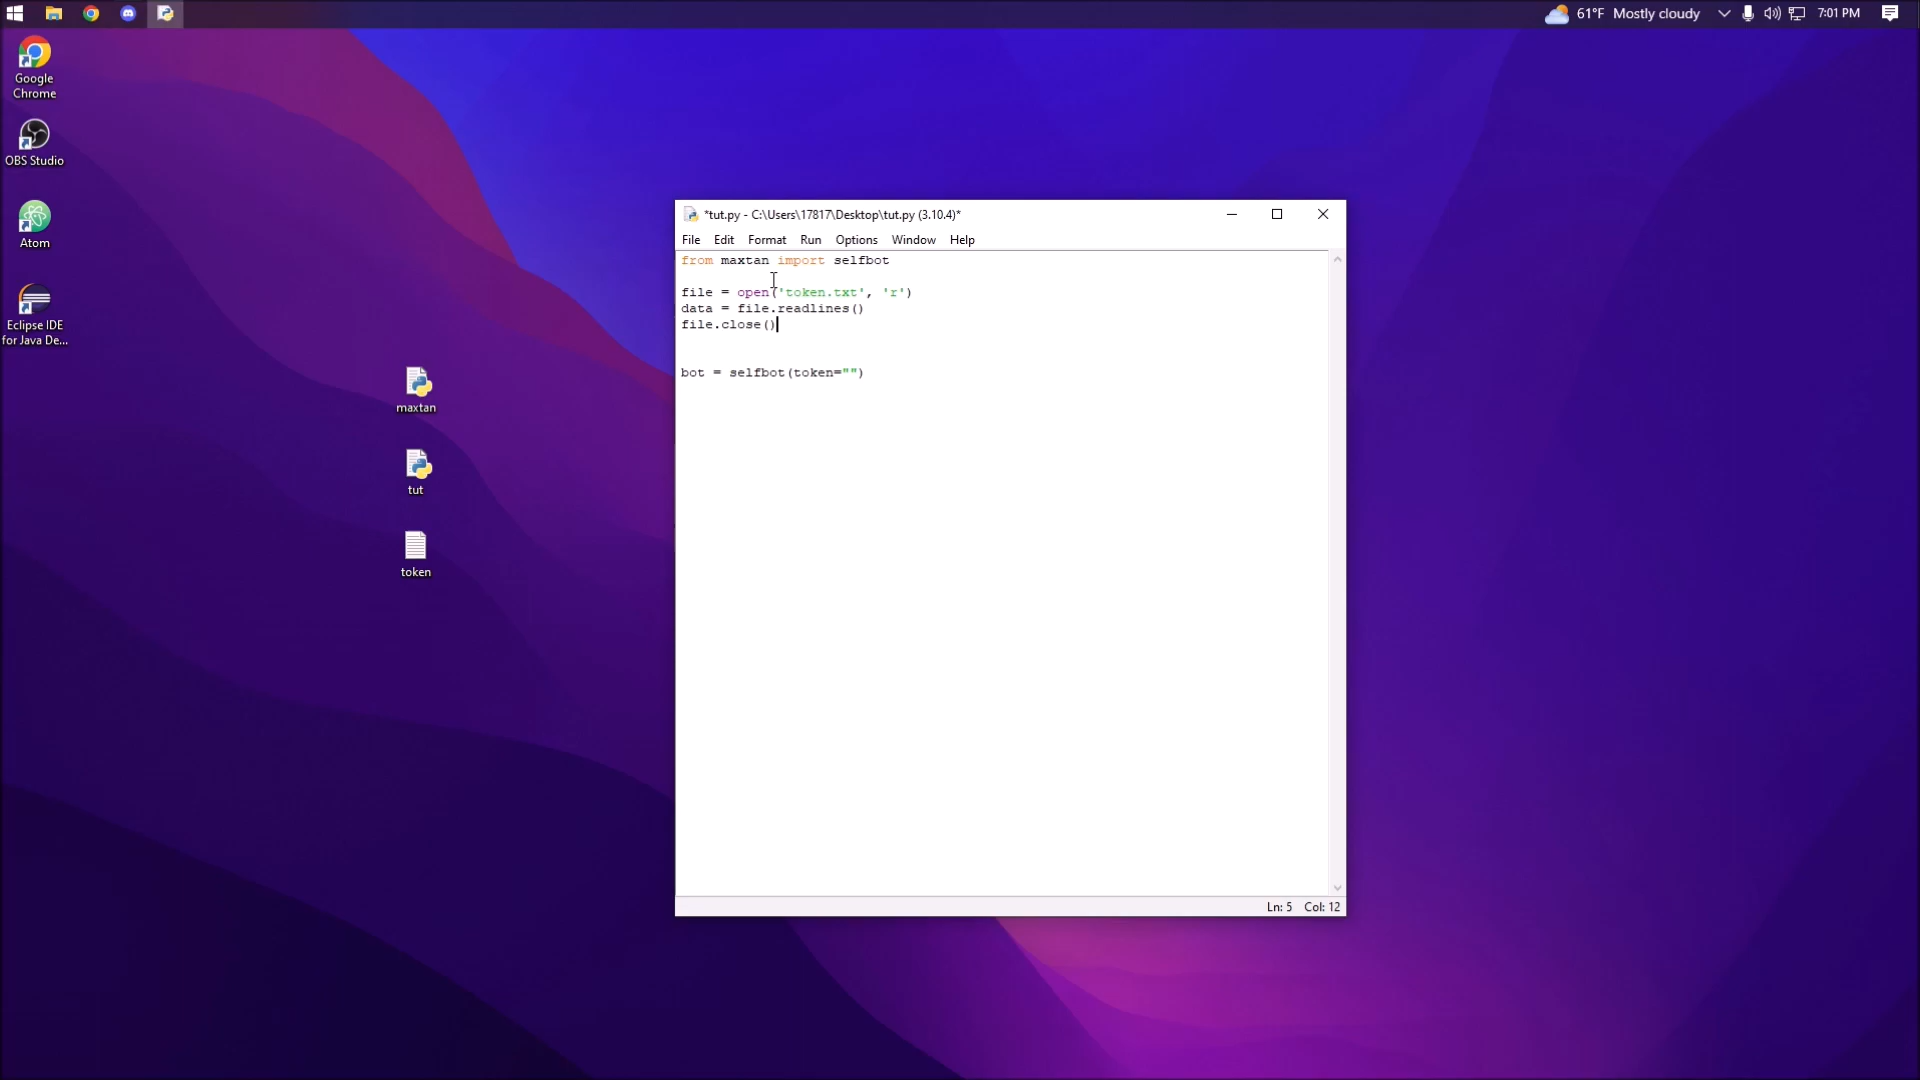 61°F Mostly cloudy
7:01 PM
Google
Chrome
OBS Studio
Atom
Eclipse IDE
for Java De...
maxtan
tut
token
*tut.py - C:\Users\17817\Desktop\tut.py (3.10.4)*
File Edit Format Run Options Window Help
from maxtan import selfbot
file = open('token.txt', 'r')
data = file.readlines()
file.close()
bot = selfbot(token="")
Ln: 5 Col: 12